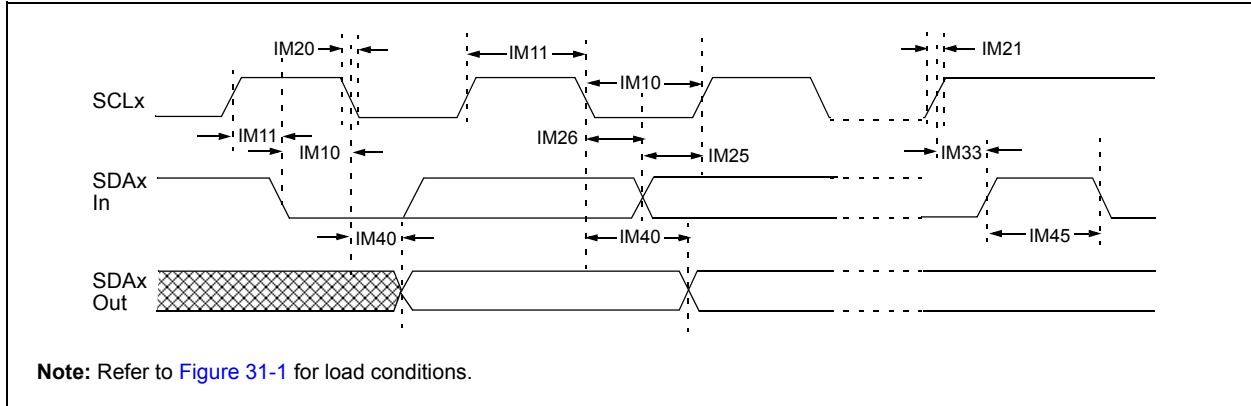 IM20
IM11
IM21
IM10
SCLx
IM11
IM26
IM10
IM25
IM33
SDAx
In
IM40
IM40
IM45
SDAx
Out
Note: Refer to Figure 31-1 for load conditions.